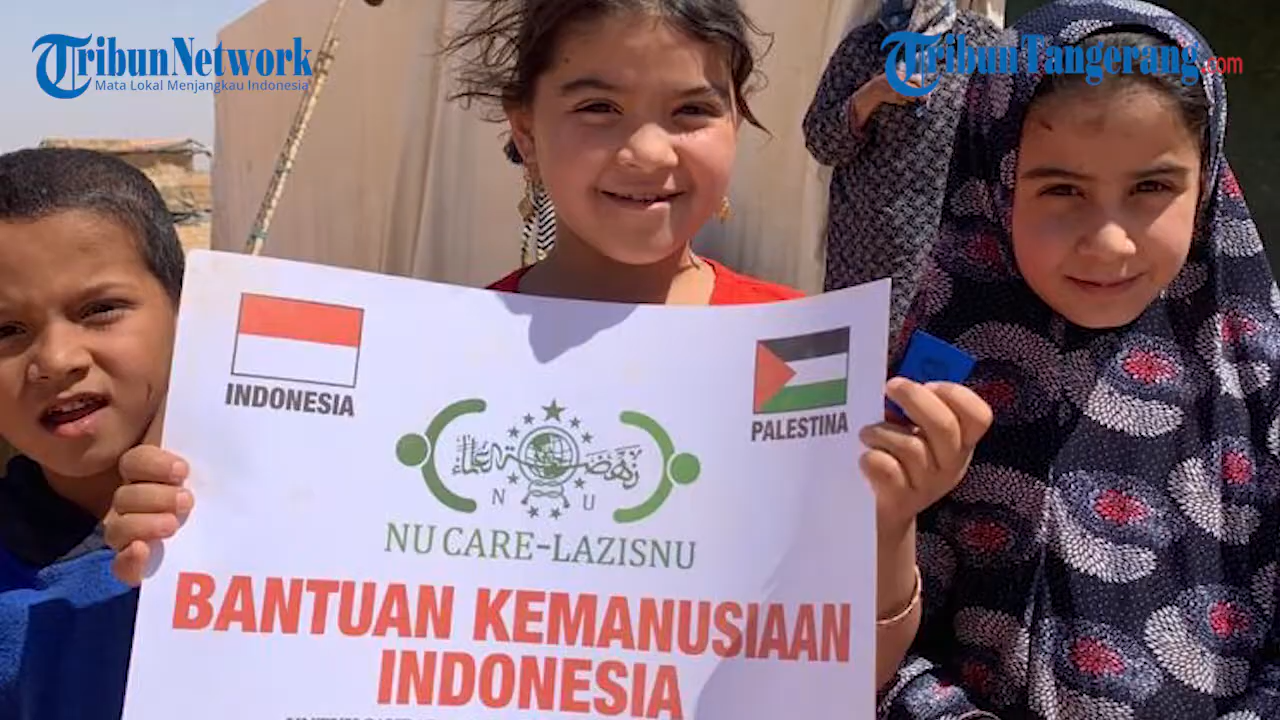 TribunNetwork
Mata Lokal Menjangkau Indonesia
TribunTangerang.com
INDONESIA
PALESTINA
N U
NU CARE-LAZISNU
BANTUAN KEMANUSIAAN
INDONESIA